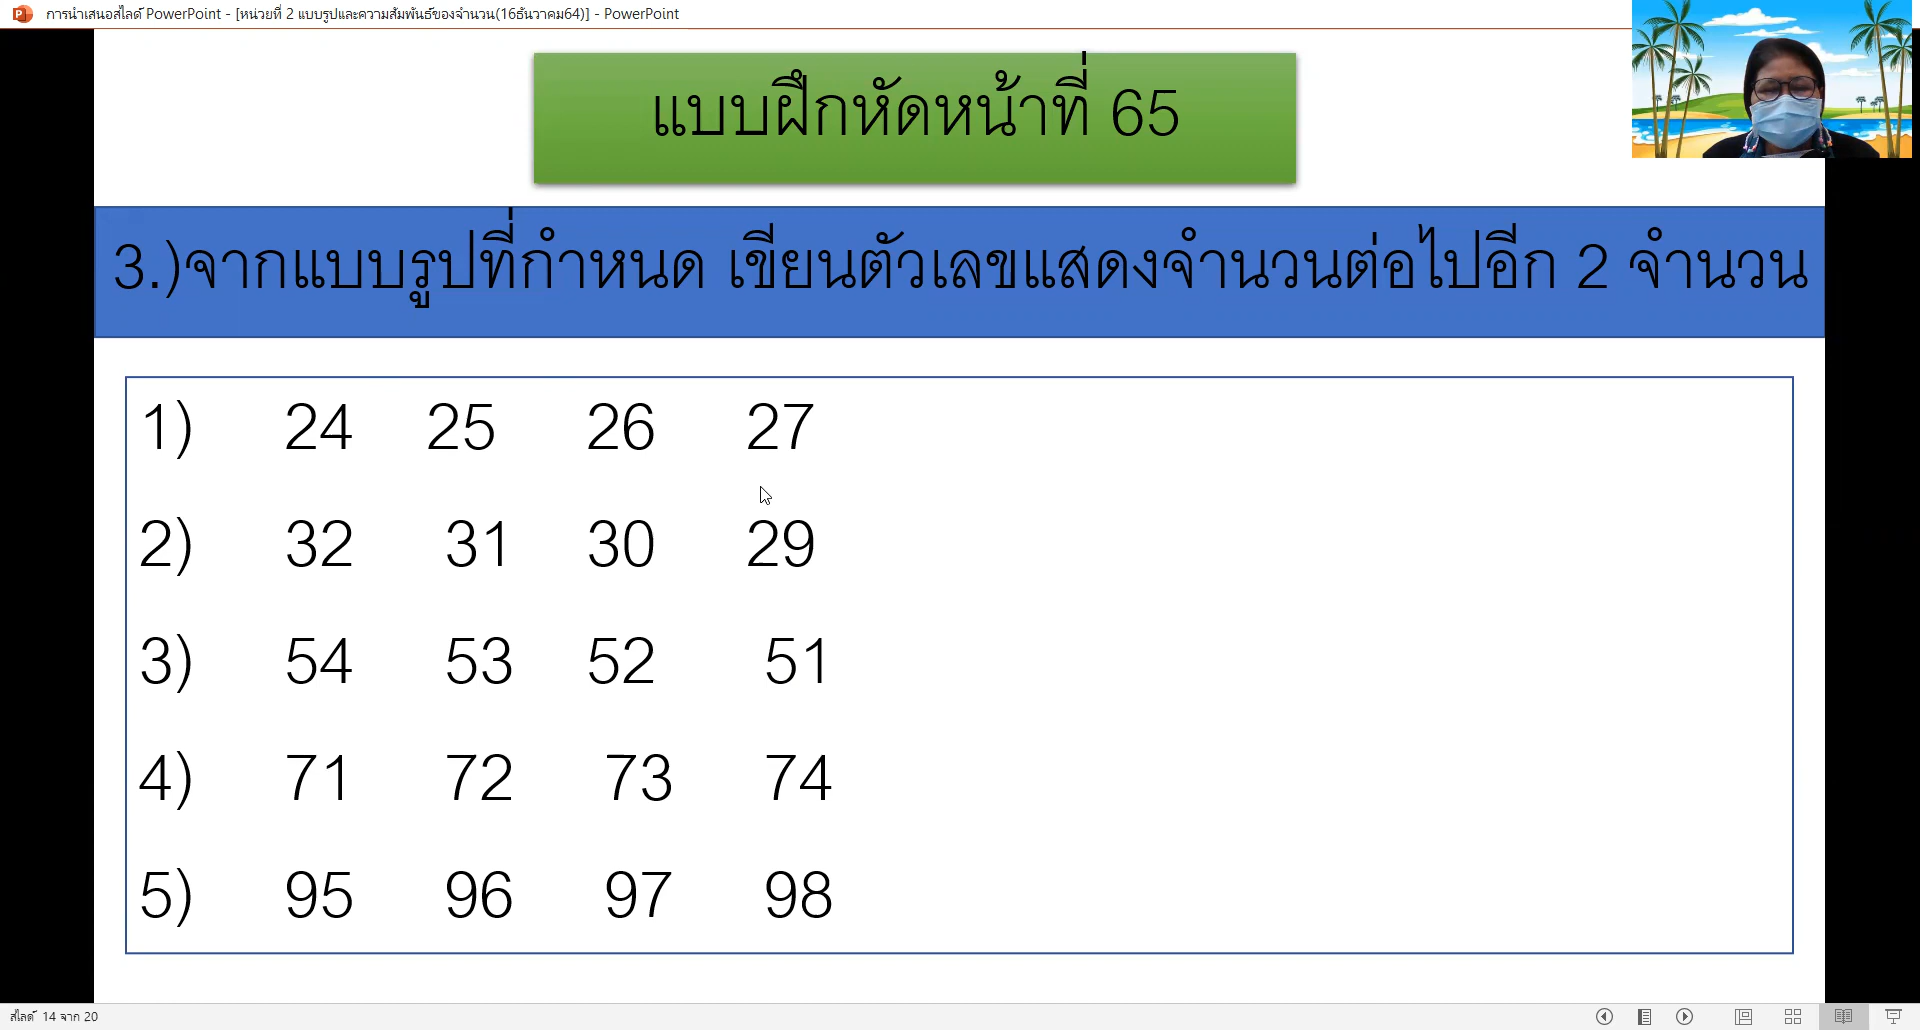 การนำเสนอสไลด์ PowerPoint - [หน่วยที่ 2 แบบรูปและความสัมพันธ์ของจำนวน(16ธันวาคม64)] - PowerPoint
แบบฝึกหัดหน้าที่ 65
3.)จากแบบรูปที่กำหนด เขียนตัวเลขแสดงจำนวนต่อไปอีก 2 จำนวน
1) 24 25 26 27
2) 32 31 30 29
3) 54 53 52 51
4) 71 72 73 74
5) 95 96 97 98
สไลด์ 14 จาก 20